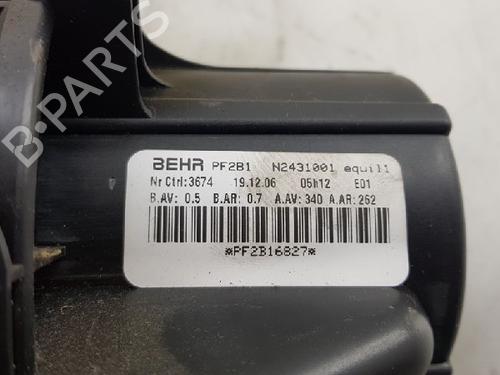 BEHR PF2B1 N2431001 equil1
Nr Ctrl:3674 19.12.06 05h12 E01
B.AV: 0.5 B.AR: 0.7 A.AV: 340 A.AR: 262
*PF2B16827*
B-PARTS